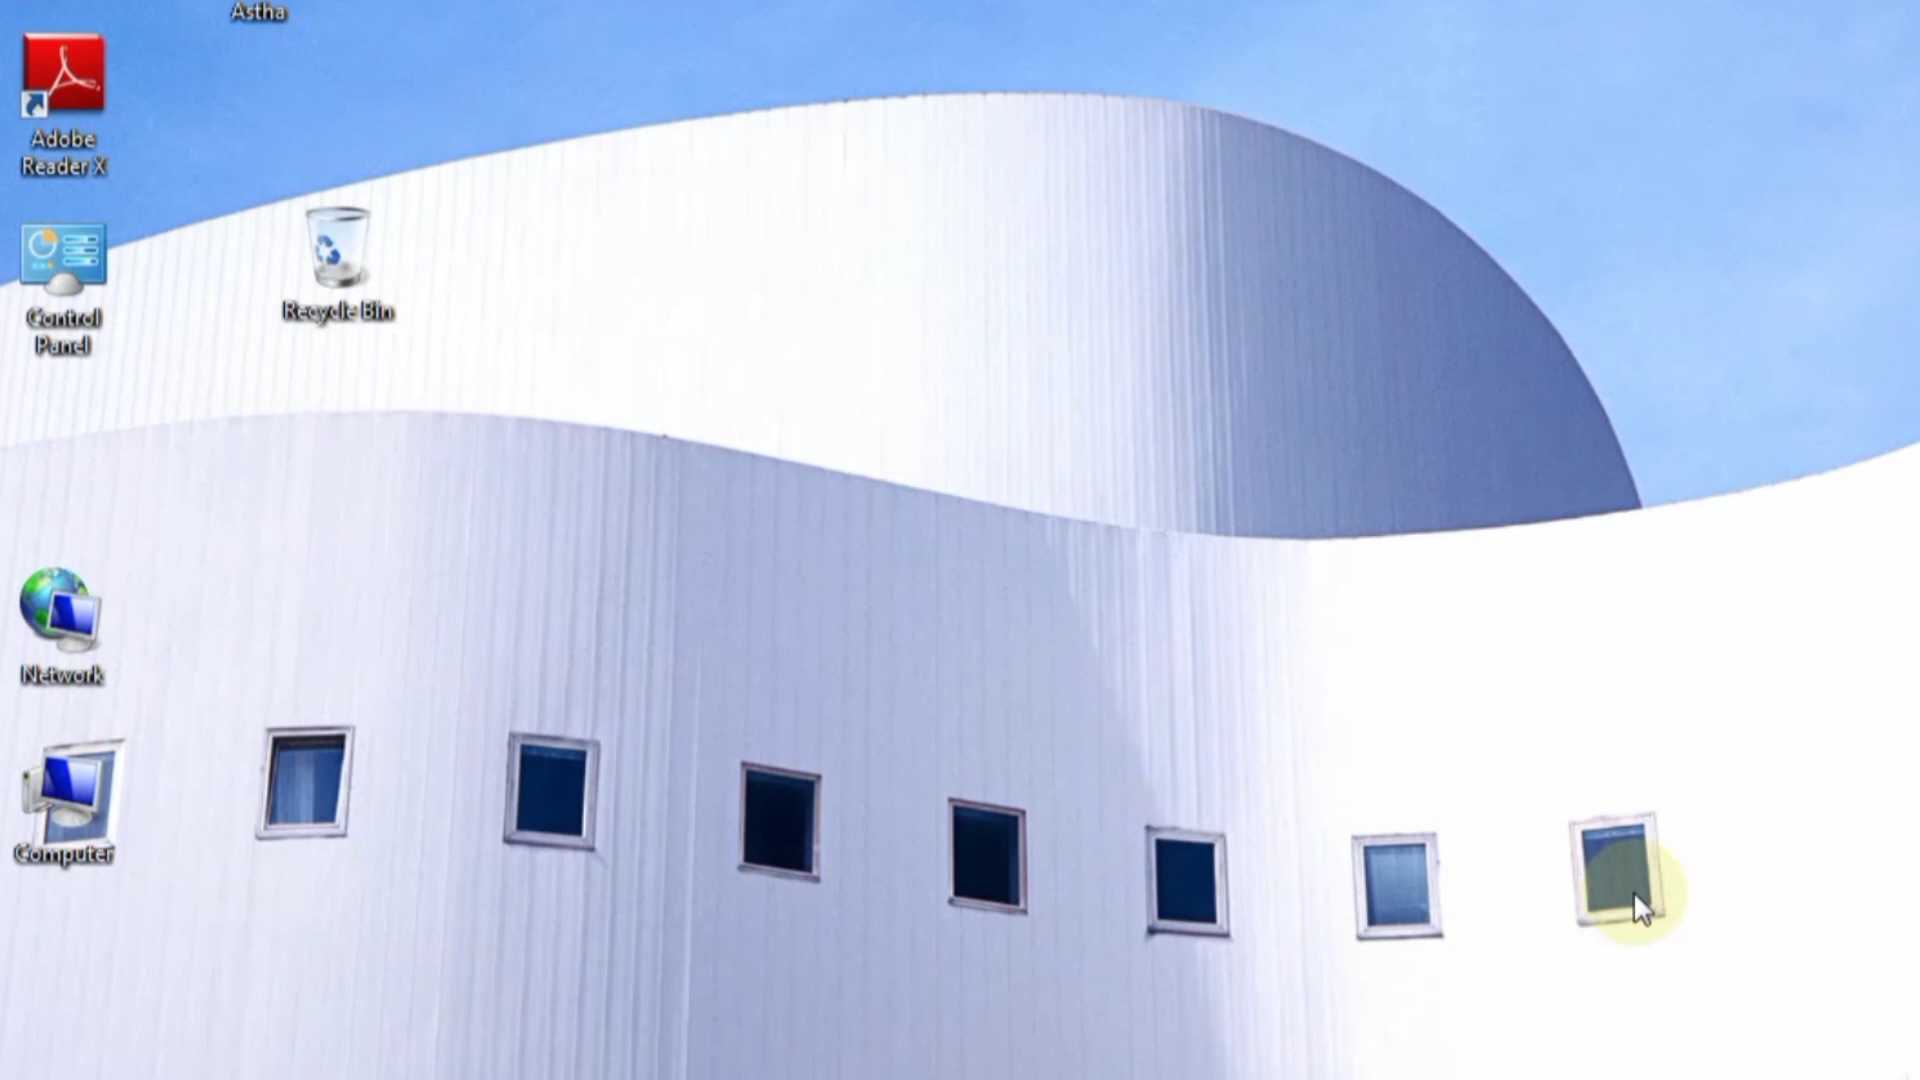 Astha
Adobe
Reader X
Control
Panel
Recycle Bin
Network
Computer